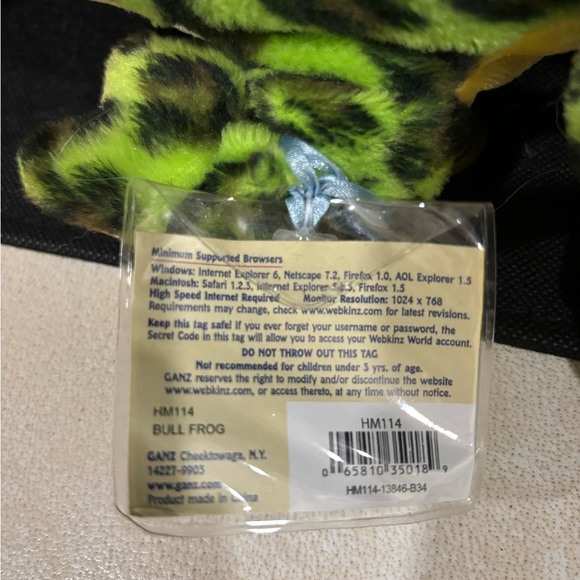 Minimum Supported Browsers
Windows: Internet Explorer 6, Netscape 7.2, Firefox 1.0, AOL Explorer 1.5
Macintosh: Safari 1.2.5, Internet Explorer 5.2.3, Firefox 1.5
High Speed Internet Required Monitor Resolution: 1024 x 768
Requirements may change, check www.webkinz.com for latest revisions.
Keep this tag safe! If you ever forget your username or password, the
Secret Code in this tag will allow you to access your Webkinz World account.
DO NOT THROW OUT THIS TAG
Not recommended for children under 3 yrs. of age.
GANZ reserves the right to modify and/or discontinue the website
www.webkinz.com, or access thereto, at any time without notice.
HM114
BULL FROG
GANZ Cheektowaga, N.Y.
14227-9903
www.ganz.com
Product made in China
HM114
0 65810 35018 9
HM114-13846-B34